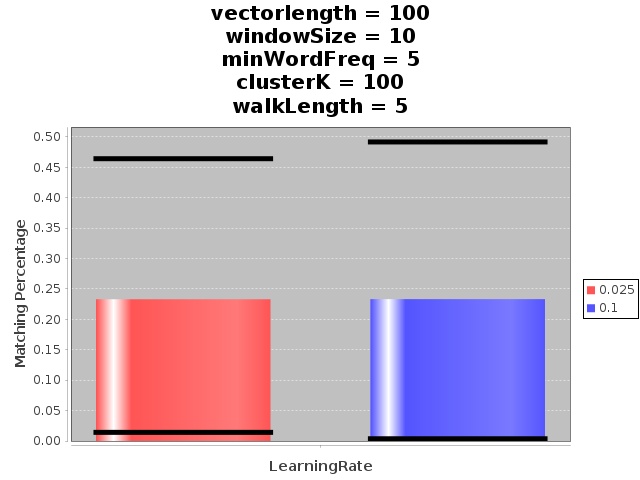 vectorlength = 100
windowSize = 10
minWordFreq = 5
clusterK = 100
walkLength = 5
0.50
0.45
0.40
0.35
0.30
0.25
0.20
0.15
0.10
0.05
0.00
Matching Percentage
LearningRate
0.025
0.1